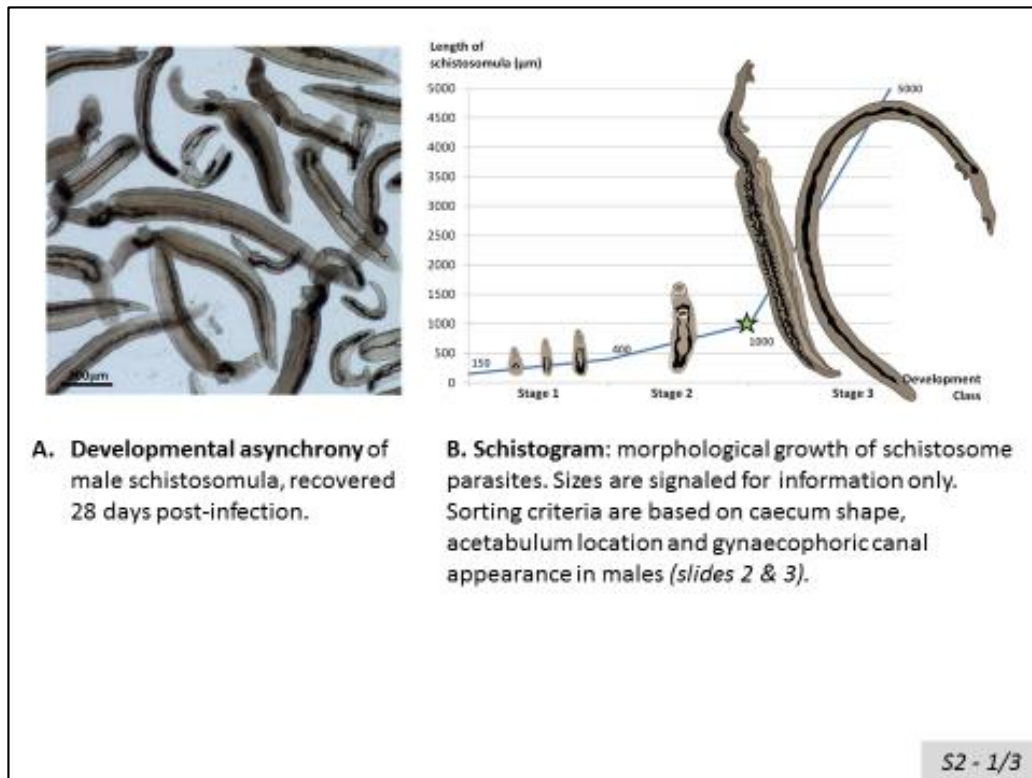 Length of
schistosomula (µm)
5000
4500
4000
3500
3000
2500
2000
1500
1000
500
0
150
400
1000
5000
Stage 1
Stage 2
Stage 3
Development
Class
A. Developmental asynchrony of
male schistosomula, recovered
28 days post-infection.
B. Schistogram: morphological growth of schistosome
parasites. Sizes are signaled for information only.
Sorting criteria are based on caecum shape,
acetabulum location and gynaecophoric canal
appearance in males (slides 2 & 3).
S2 - 1/3